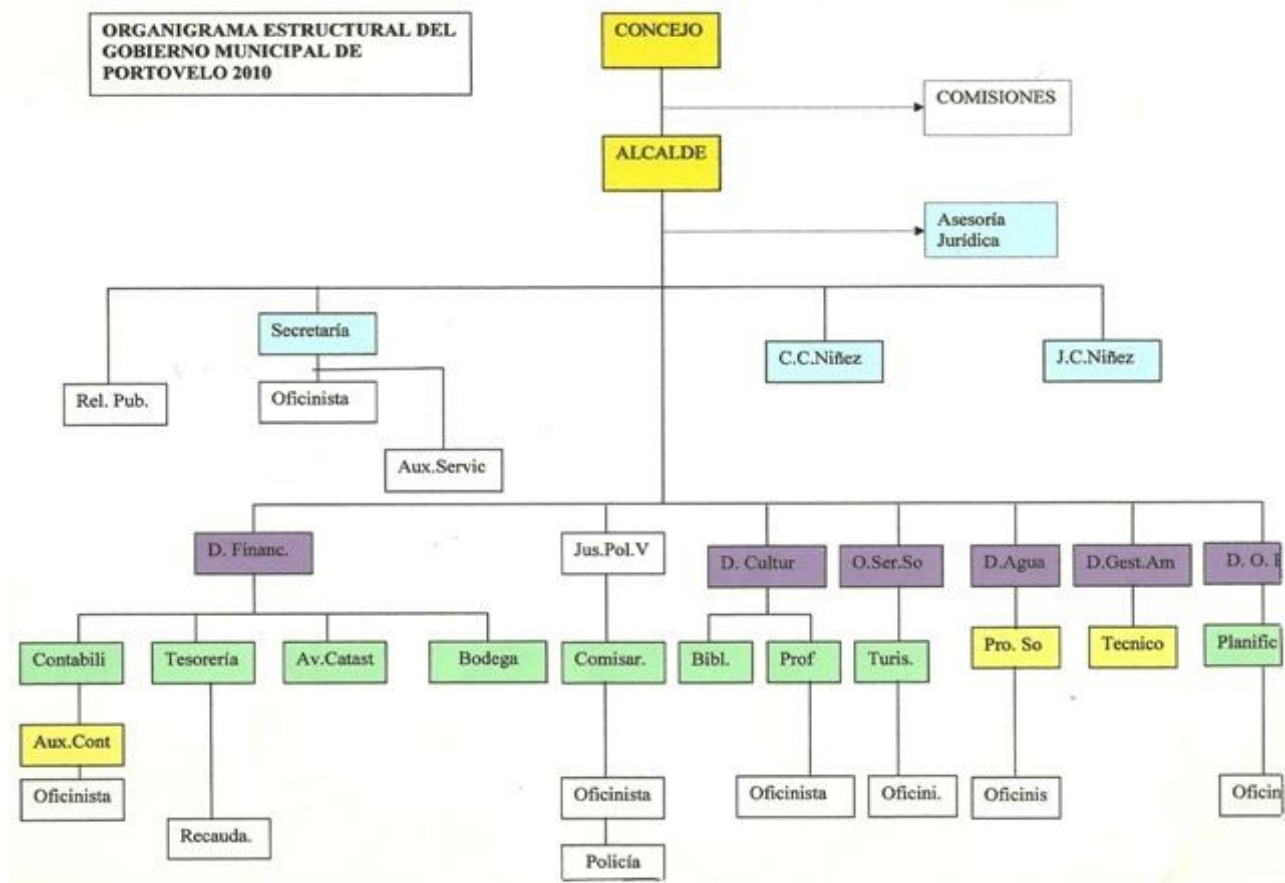 ORGANIGRAMA ESTRUCTURAL DEL
GOBIERNO MUNICIPAL DE
PORTOVELO 2010
CONCEJO
COMISIONES
ALCALDE
Asesoría
Jurídica
Secretaría
C.C.Niñez
J.C.Niñez
Rel. Pub.
Oficinista
Aux.Servic
D. Financ.
Jus.Pol.V
D. Cultur
O.Ser.So
D.Agua
D.Gest.Am
D. O.
Contabili
Tesorería
Av.Catast
Bodega
Comisar.
Bibl.
Prof
Turis.
Pro. So
Tecnico
Planific
Aux.Cont
Oficinista
Oficinista
Oficinista
Oficini.
Oficinis
Oficin
Recauda.
Policía